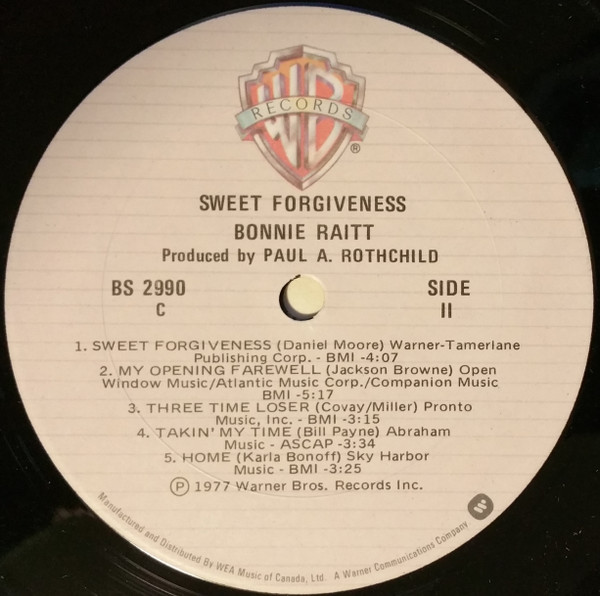 WB
RECORDS
®
SWEET FORGIVENESS
BONNIE RAITT
Produced by PAUL A. ROTHCHILD
BS 2990
C
SIDE
II
1. SWEET FORGIVENESS (Daniel Moore) Warner-Tamerlane
Publishing Corp. - BMI -4:07
2. MY OPENING FAREWELL (Jackson Browne) Open
Window Music/Atlantic Music Corp./Companion Music
BMI -5:17
3. THREE TIME LOSER (Covay/Miller) Pronto
Music, Inc. - BMI -3:15
4. TAKIN' MY TIME (Bill Payne) Abraham
Music - ASCAP -3:34
5. HOME (Karla Bonoff) Sky Harbor
Music - BMI -3:25
℗ 1977 Warner Bros. Records Inc.
Manufactured and Distributed By WEA Music of Canada, Ltd. A Warner Communications Company